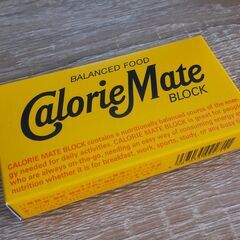 BALANCED FOOD
CalorieMate
BLOCK
CALORIE MATE BLOCK contains a nutritionally balanced source of the ener-
gy needed for daily activities. CALORIE MATE BLOCK is great for people
who are always on-the-go, needing an easy way of consuming energy and
nutrition whether it is for breakfast, work, sports, study, or any busy